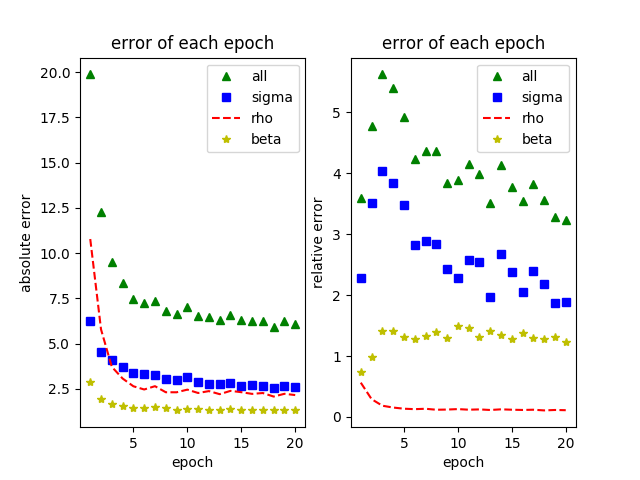 error of each epoch
absolute error
20.0
17.5
15.0
12.5
10.0
7.5
5.0
2.5
5
10
15
20
epoch
all
sigma
rho
beta
error of each epoch
relative error
5
4
3
2
1
0
5
10
15
20
epoch
all
sigma
rho
beta